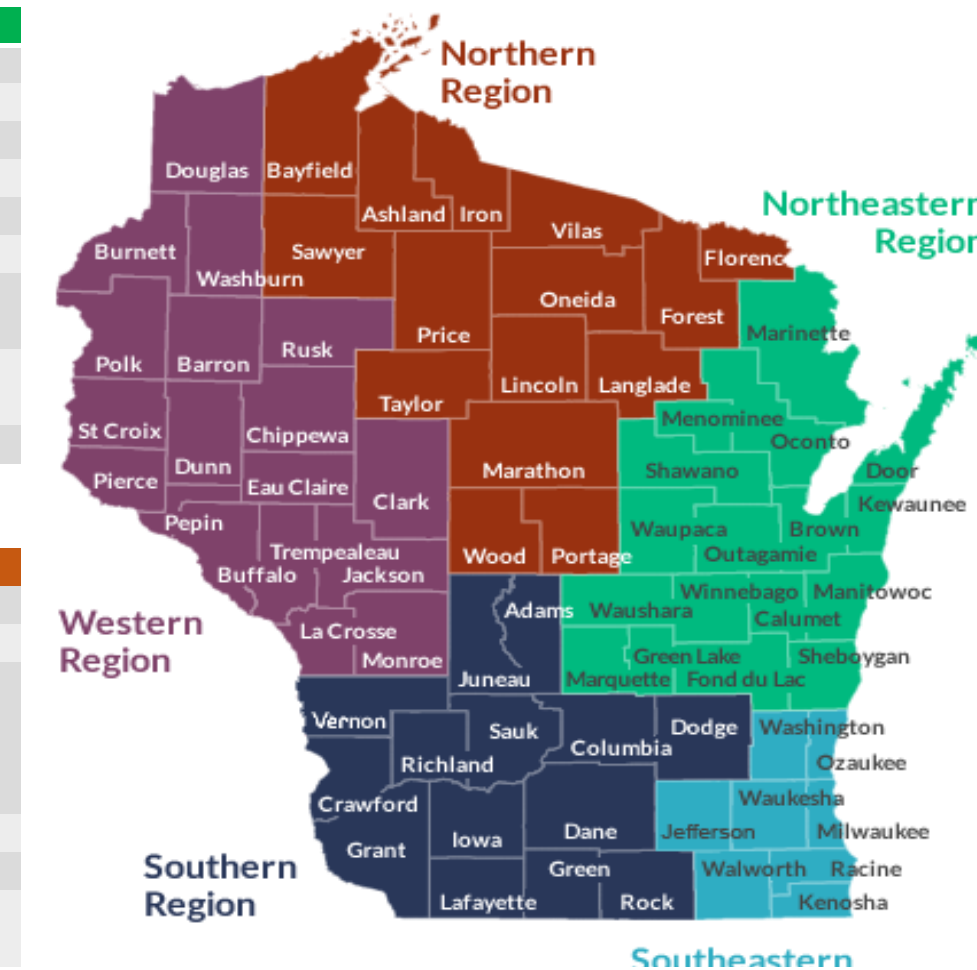 Northern
Region
Douglas
Bayfield
Northeastern
Region
Ashland
Iron
Vilas
Burnett
Sawyer
Florenc
Washburn
Oneida
Forest
Marinette
Price
Rusk
Polk
Barron
Lincoln
Langlade
Taylor
Menominee
St Croix
Chippewa
Oconto
Dunn
Marathon
Shawano
Door
Pierce
Eau Claire
Clark
Kewaunee
Pepin
Waupaca
Brown
Trempealeau
Wood
Portage
Outagamie
Buffalo
Jackson
Winnebago
Manitowoc
Western
Region
Adams
Waushara
Calumet
La Crosse
Monroe
Green Lake
Sheboygan
Juneau
Marquette
Fond du Lac
Vernon
Sauk
Dodge
Washington
Columbia
Richland
Ozaukee
Crawford
Waukesha
Grant
Iowa
Dane
Jefferson
Milwaukee
Southern
Region
Green
Walworth
Racine
Lafayette
Rock
Kenosha
Southeastern